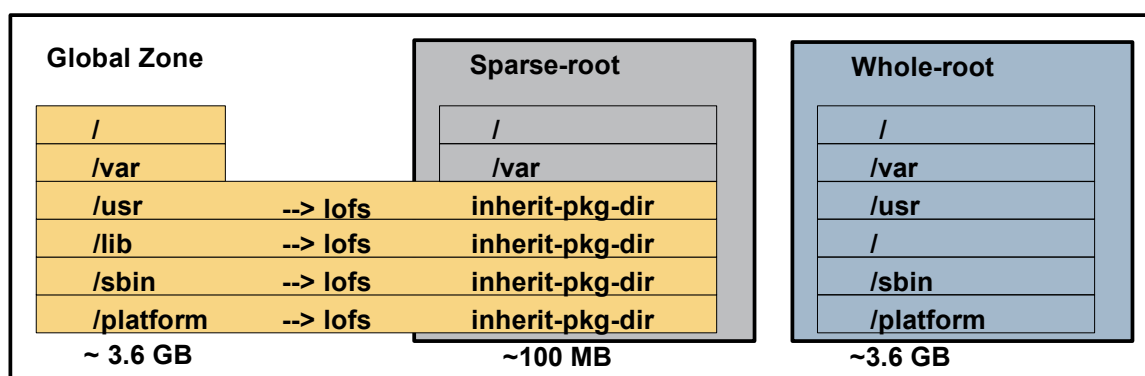 Global Zone Sparse-root Whole-root
/ / /
/var /var /var
/usr --> lofs inherit-pkg-dir /usr
/lib --> lofs inherit-pkg-dir /
/sbin --> lofs inherit-pkg-dir /sbin
/platform --> lofs inherit-pkg-dir /platform
~ 3.6 GB ~100 MB ~3.6 GB